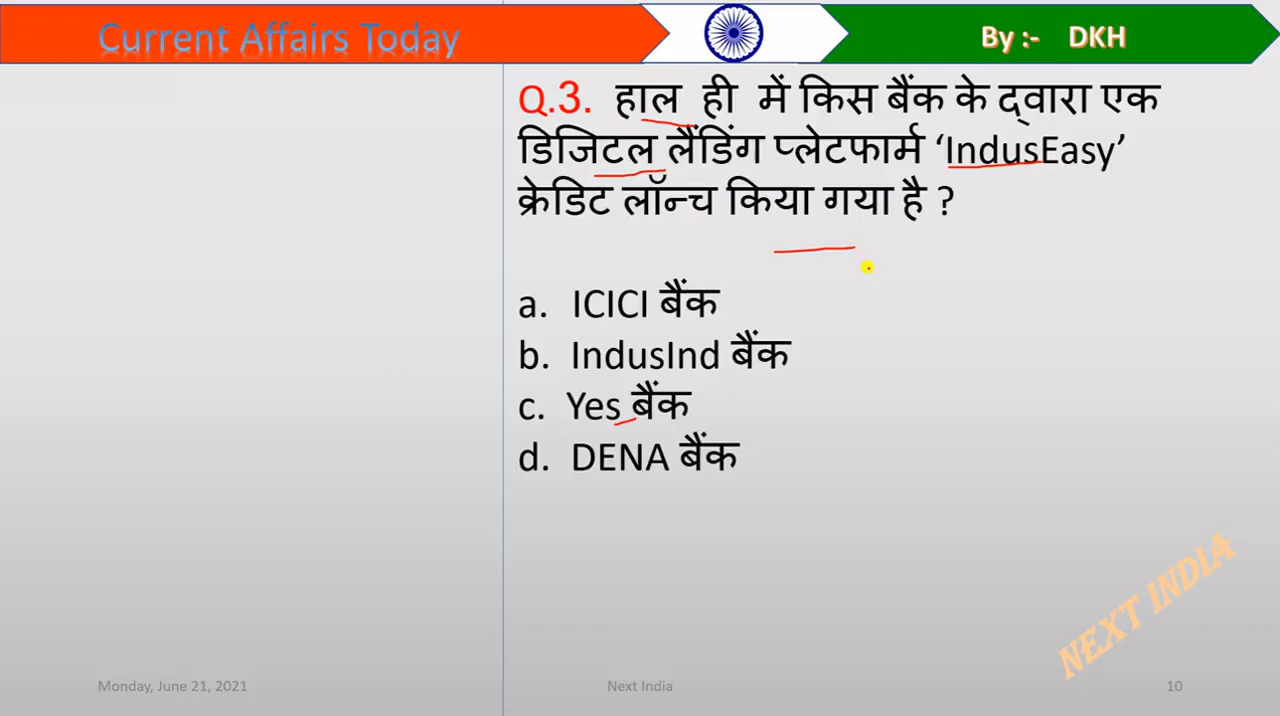 Current Affairs Today
By :- DKH
Q.3. हाल ही में किस बैंक के द्वारा एक
डिजिटल लैंडिंग प्लेटफार्म ‘IndusEasy’
क्रेडिट लॉन्च किया गया है ?
a. ICICI बैंक
b. IndusInd बैंक
c. Yes बैंक
d. DENA बैंक
NEXT INDIA
Monday, June 21, 2021
Next India
10